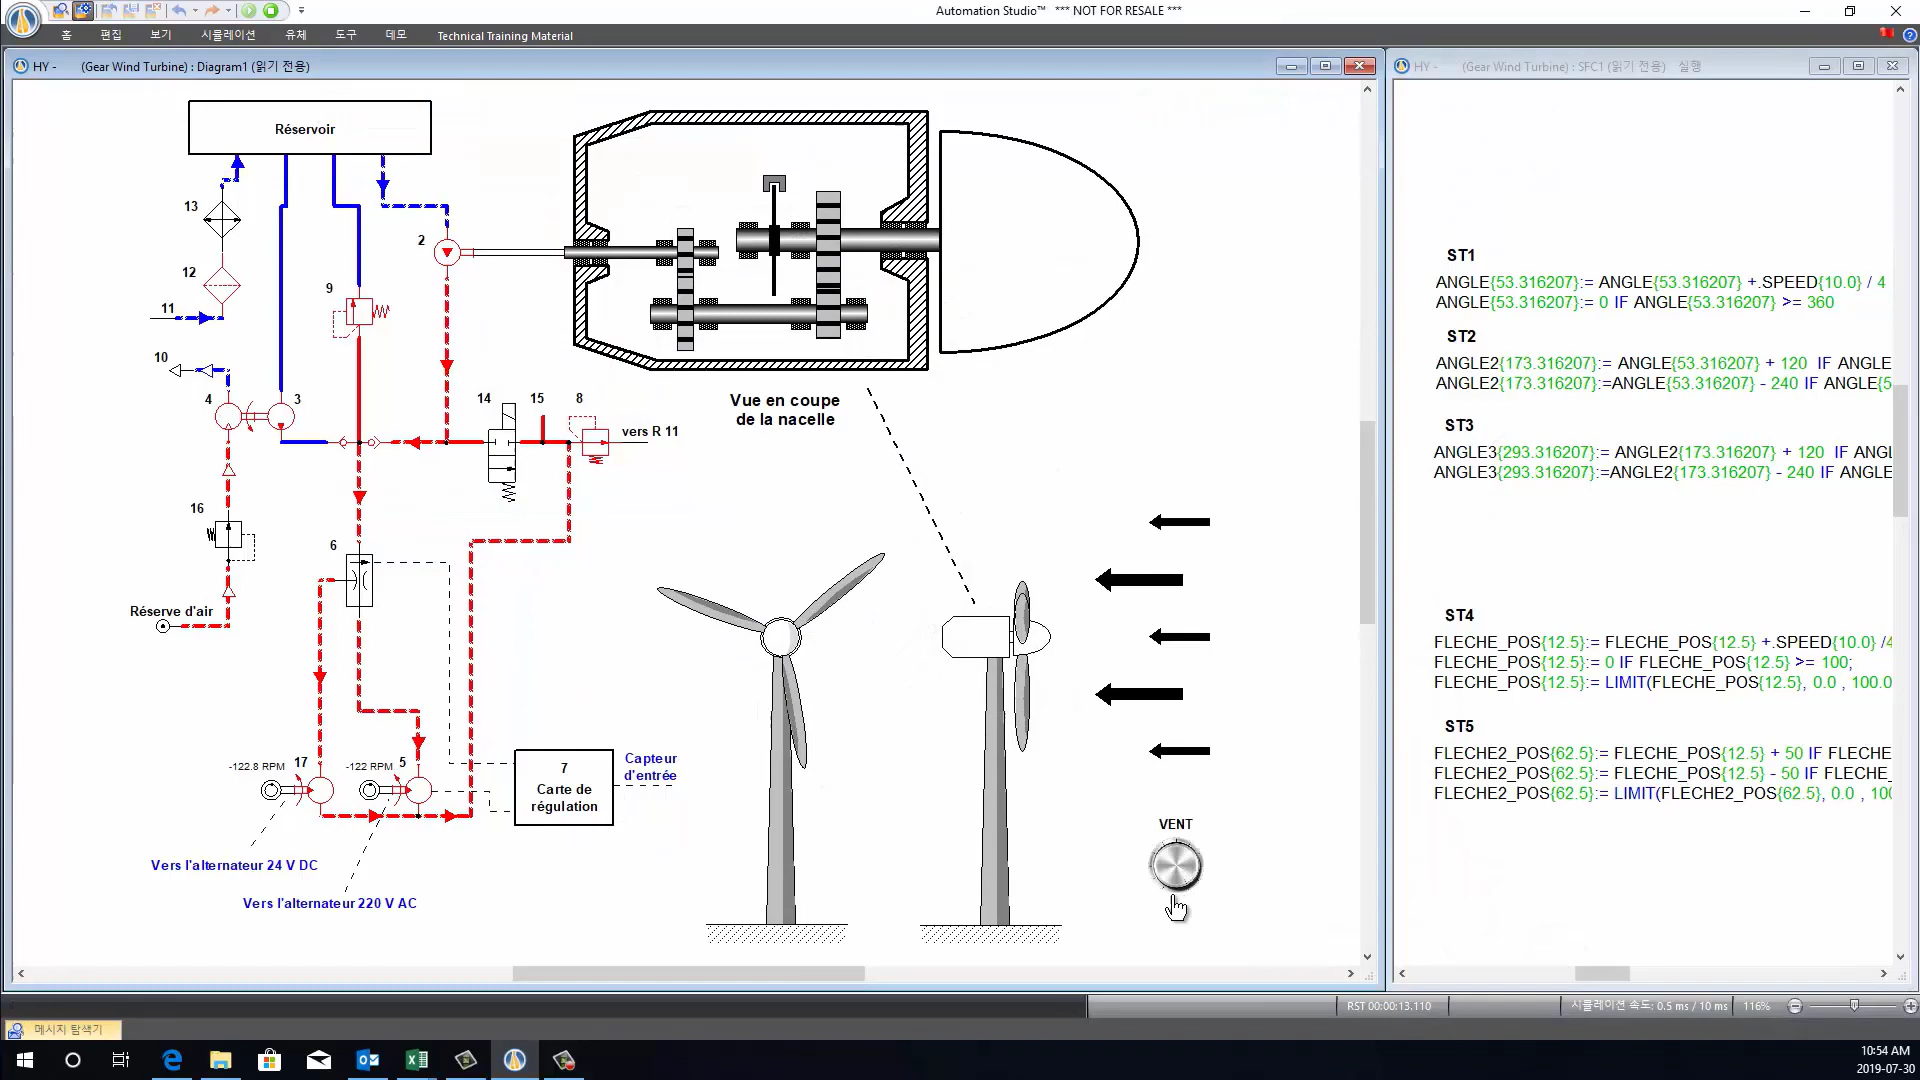 Automation Studio™ *** NOT FOR RESALE ***
홈 편집 보기 시뮬레이션 유체 도구 데모 Technical Training Material
HY - (Gear Wind Turbine) : Diagram1 (읽기 전용)
HY - (Gear Wind Turbine) : SFC1 (읽기 전용) 실행
Réservoir
13
12
11
10
9
2
4
3
14
15
8
vers R 11
16
6
Réserve d'air
Vue en coupe
de la nacelle
-122.8 RPM 17
-122 RPM 5
7
Carte de
régulation
Capteur
d'entrée
Vers l'alternateur 24 V DC
Vers l'alternateur 220 V AC
VENT
ST1
ANGLE{53.316207}:= ANGLE{53.316207} +.SPEED{10.0} / 4
ANGLE{53.316207}:= 0 IF ANGLE{53.316207} >= 360
ST2
ANGLE2{173.316207}:= ANGLE{53.316207} + 120 IF ANGLE
ANGLE2{173.316207}:=ANGLE{53.316207} - 240 IF ANGLE{5
ST3
ANGLE3{293.316207}:= ANGLE2{173.316207} + 120 IF ANGL
ANGLE3{293.316207}:=ANGLE2{173.316207} - 240 IF ANGLE
ST4
FLECHE_POS{12.5}:= FLECHE_POS{12.5} +.SPEED{10.0} /4
FLECHE_POS{12.5}:= 0 IF FLECHE_POS{12.5} >= 100;
FLECHE_POS{12.5}:= LIMIT(FLECHE_POS{12.5}, 0.0 , 100.0
ST5
FLECHE2_POS{62.5}:= FLECHE_POS{12.5} + 50 IF FLECHE
FLECHE2_POS{62.5}:= FLECHE_POS{12.5} - 50 IF FLECHE_
FLECHE2_POS{62.5}:= LIMIT(FLECHE2_POS{62.5}, 0.0 , 100
RST 00:00:13.110
시뮬레이션 속도: 0.5 ms / 10 ms
116%
메시지 탐색기
10:54 AM
2019-07-30